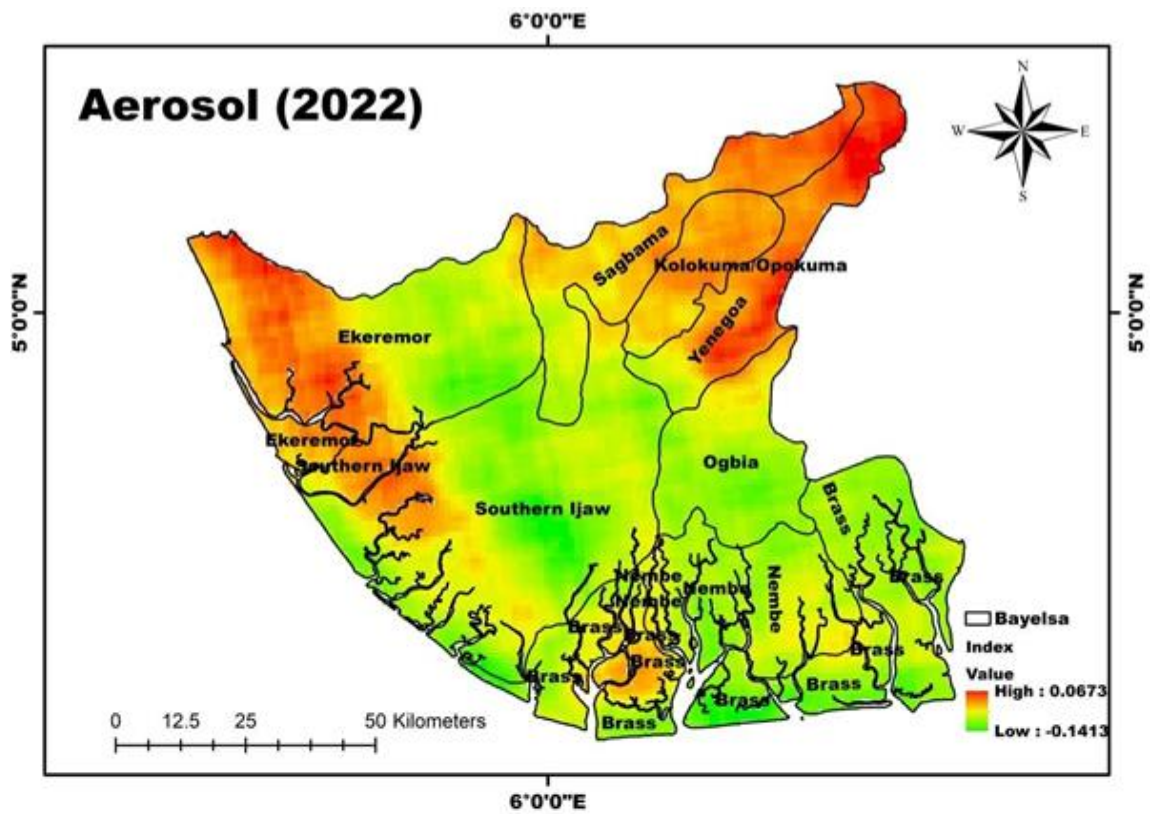 6°0'0"E
Aerosol (2022)
N
W
E
S
5°0'0"N
5°0'0"N
Sagbama
Kolokuma/Opokuma
Yenegoa
Ekeremor
Ekeremor
Southern Ijaw
Ogbia
Southern Ijaw
Brass
Brass
Nembe
Nembe
Nembe
Nembe
Brass
Brass
Brass
Brass
Brass
Brass
Brass
Brass
Bayelsa
Index
Value
High : 0.0673
Low : -0.1413
0 12.5 25 50 Kilometers
6°0'0"E